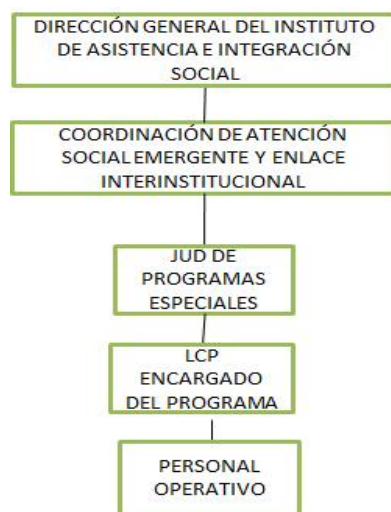 DIRECCIÓN GENERAL DEL INSTITUTO
DE ASISTENCIA E INTEGRACIÓN
SOCIAL
COORDINACIÓN DE ATENCIÓN
SOCIAL EMERGENTE Y ENLACE
INTERINSTITUCIONAL
JUD DE
PROGRAMAS
ESPECIALES
LCP
ENCARGADO
DEL PROGRAMA
PERSONAL
OPERATIVO